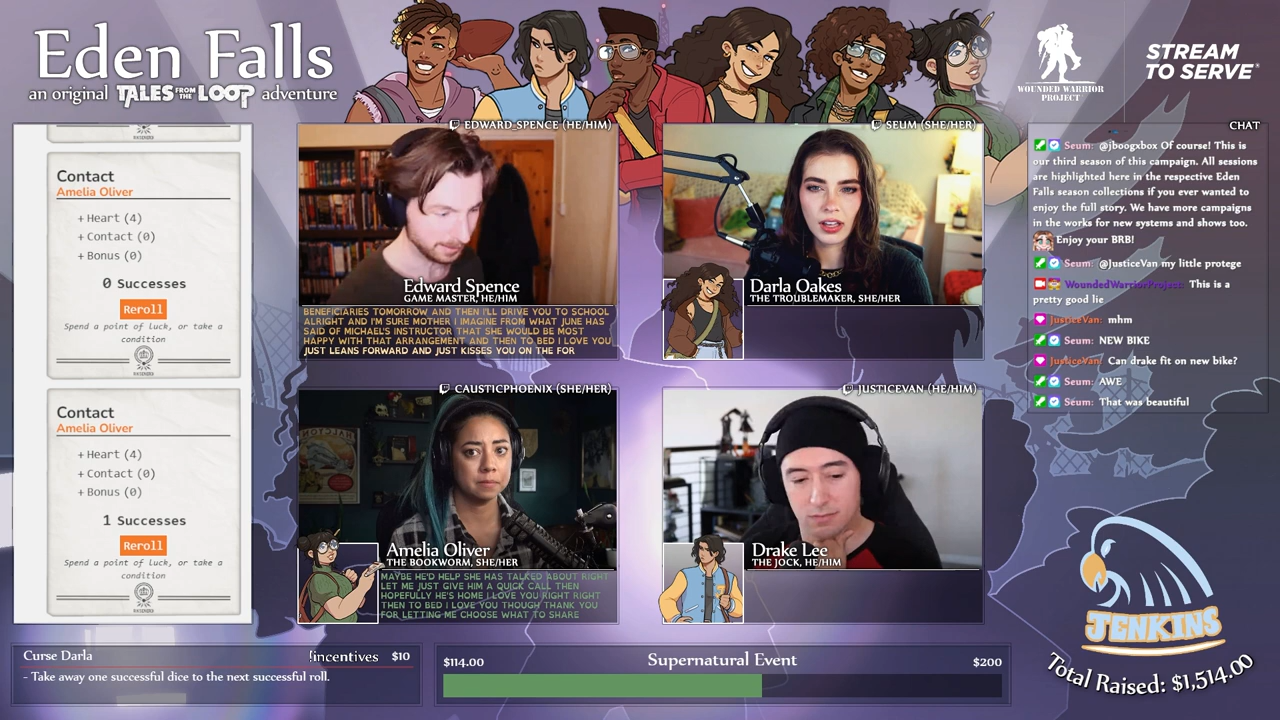 Eden Falls
an original TALES FROM THE LOOP adventure
WOUNDED WARRIOR
PROJECT
STREAM
TO SERVE
Contact
Amelia Oliver
+ Heart (4)
+ Contact (0)
+ Bonus (0)
0 Successes
Reroll
Spend a point of luck, or take a
condition
Contact
Amelia Oliver
+ Heart (4)
+ Contact (0)
+ Bonus (0)
1 Successes
Reroll
Spend a point of luck, or take a
condition
EDWARD_SPENCE (HE/HIM)
Edward Spence
GAME MASTER, HE/HIM
BENEFICIARIES TOMORROW AND THEN I'LL DRIVE YOU TO SCHOOL
ALRIGHT AND I'M SURE MOTHER I IMAGINE FROM WHAT JUNE HAS
SAID OF MICHAEL'S INSTRUCTOR THAT SHE WOULD BE MOST
HAPPY WITH THAT ARRANGEMENT AND THEN TO BED I LOVE YOU
JUST LEANS FORWARD AND JUST KISSES YOU ON THE FOR
SEUM (SHE/HER)
Darla Oakes
THE TROUBLEMAKER, SHE/HER
CAUSTICPHOENIX (SHE/HER)
Amelia Oliver
THE BOOKWORM, SHE/HER
MAYBE HE'D HELP SHE HAS TALKED ABOUT RIGHT
LET ME JUST GIVE HIM A QUICK CALL THEN
HOPEFULLY HE'S HOME I LOVE YOU RIGHT RIGHT
THEN TO BED I LOVE YOU THOUGH THANK YOU
FOR LETTING ME CHOOSE WHAT TO SHARE
JUSTICEVAN (HE/HIM)
Drake Lee
THE JOCK, HE/HIM
CHAT
Seum: @jboogxbox Of course! This is
our third season of this campaign. All sessions
are highlighted here in the respective Eden
Falls season collections if you ever wanted to
enjoy the full story. We have more campaigns
in the works for new systems and shows too.
Enjoy your BRB!
Seum: @JusticeVan my little protege
WoundedWarriorProject: This is a
pretty good lie
JusticeVan: mhm
Seum: NEW BIKE
JusticeVan: Can drake fit on new bike?
Seum: AWE
Seum: That was beautiful
Curse Darla
Incentives $10
- Take away one successful dice to the next successful roll.
$114.00
Supernatural Event
$200
JENKINS
Total Raised: $1,514.00